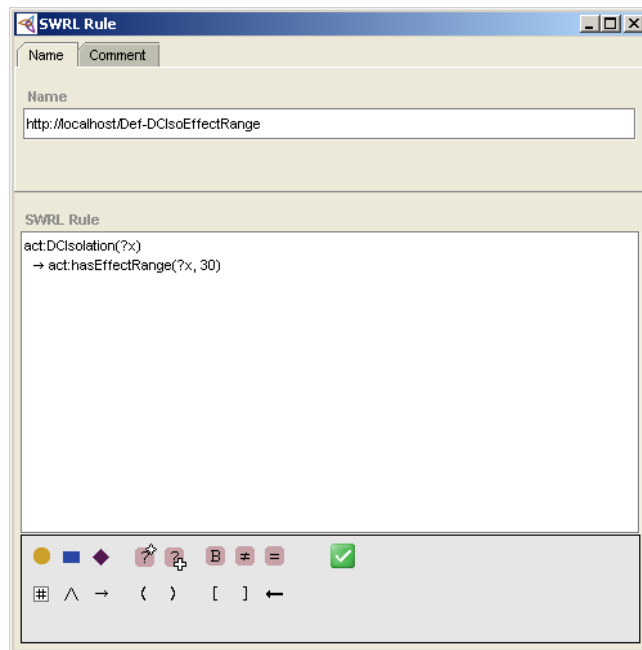 SWRL Rule
Name Comment
Name
http://localhost/Def-DCIsoEffectRange
SWRL Rule
act:DCIsolation(?x)
→ act:hasEffectRange(?x, 30)
? ? B ≠ =
# ∧ → ( ) [ ] ←